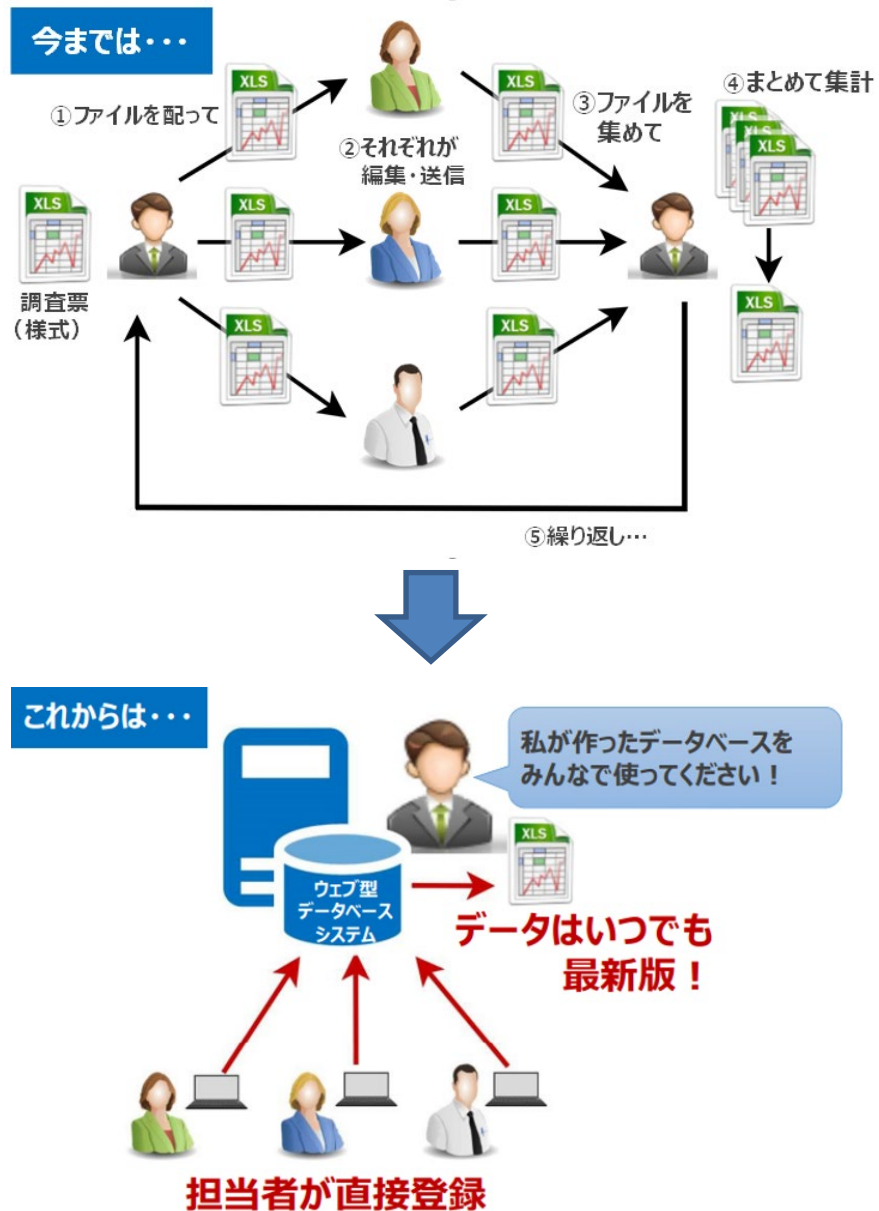 今までは・・・
①ファイルを配って
XLS
②それぞれが
編集・送信
XLS
③ファイルを
集めて
④まとめて集計
XLS
XLS
XLS
XLS
調査票
（様式）
XLS
XLS
XLS
XLS
XLS
⑤繰り返し…
これからは・・・
私が作ったデータベースを
みんなで使ってください！
XLS
ウェブ型
データベース
システム
データはいつでも
最新版！
担当者が直接登録